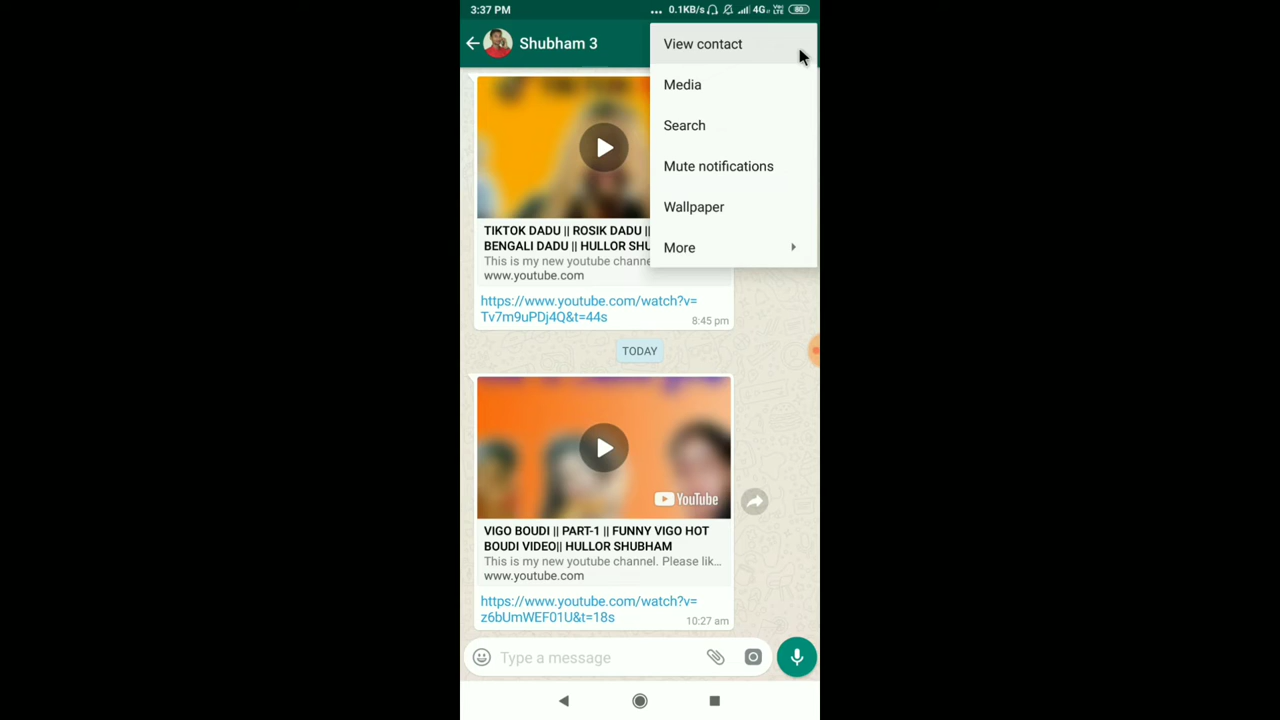 3:37 PM
... 0.1KB/s
4G
Vo)
LTE
80
Shubham 3
View contact
Media
Search
Mute notifications
Wallpaper
More
TIKTOK DADU || ROSIK DADU ||
BENGALI DADU || HULLOR SHU
This is my new youtube channe
www.youtube.com
https://www.youtube.com/watch?v=
Tv7m9uPDj4Q&t=44s
8:45 pm
TODAY
YouTube
VIGO BOUDI || PART-1 || FUNNY VIGO HOT
BOUDI VIDEO|| HULLOR SHUBHAM
This is my new youtube channel. Please lik...
www.youtube.com
https://www.youtube.com/watch?v=
z6bUmWEF01U&t=18s
10:27 am
Type a message